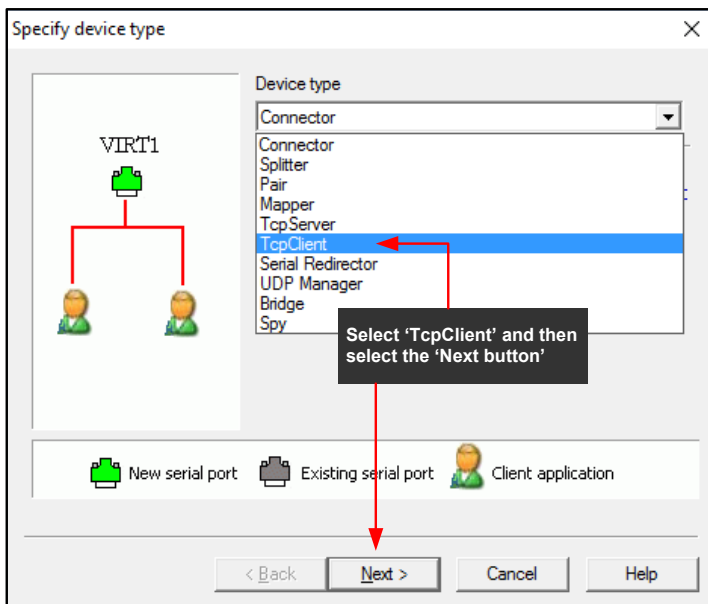 Specify device type
Device type
Connector
VIRT1
Connector
Splitter
Pair
Mapper
TcpServer
TcpClient
Serial Redirector
UDP Manager
Bridge
Spy
Select ‘TcpClient’ and then
select the ‘Next button’
New serial port
Existing serial port
Client application
< Back
Next >
Cancel
Help